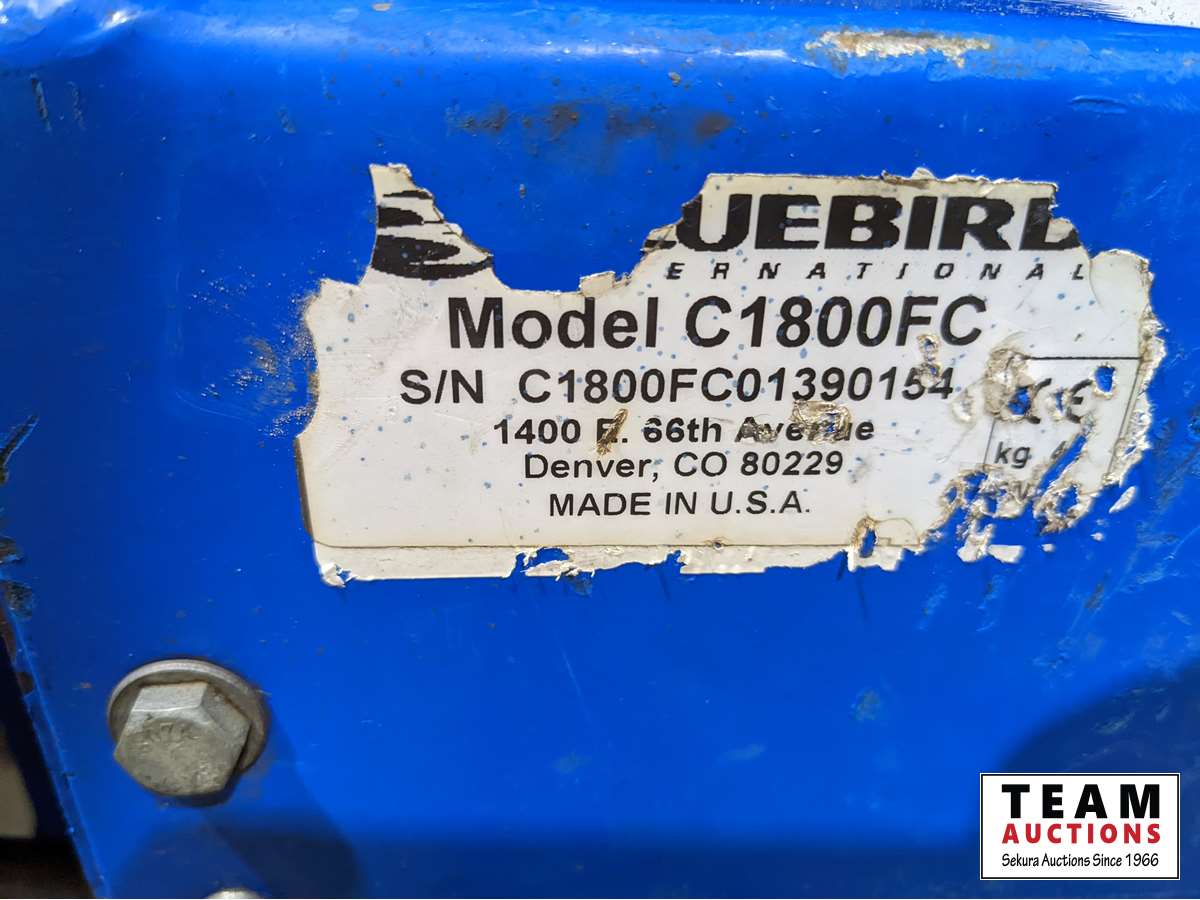 UEBIRD
ERNATIONAL
Model C1800FC
S/N C1800FC01390154
1400 E. 66th Avenue
Denver, CO 80229
MADE IN U.S.A.
CE
kg
TEAM
AUCTIONS
Sekura Auctions Since 1966